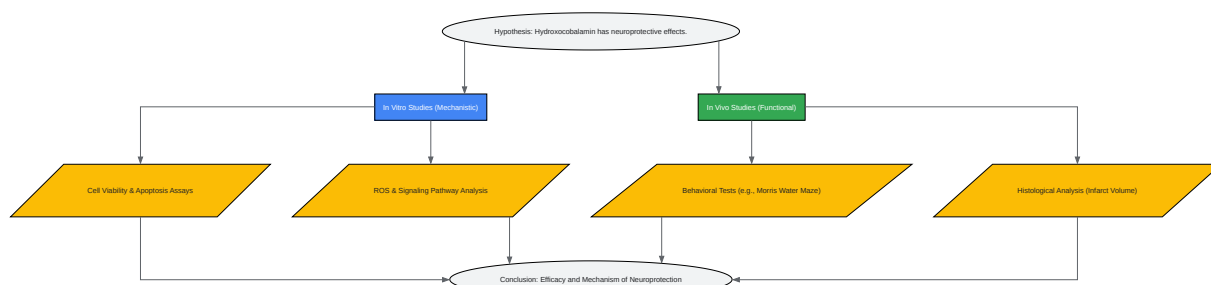 Hypothesis: Hydroxocobalamin has neuroprotective effects.
In Vitro Studies (Mechanistic)
In Vivo Studies (Functional)
Cell Viability & Apoptosis Assays
ROS & Signaling Pathway Analysis
Behavioral Tests (e.g., Morris Water Maze)
Histological Analysis (Infarct Volume)
Conclusion: Efficacy and Mechanism of Neuroprotection